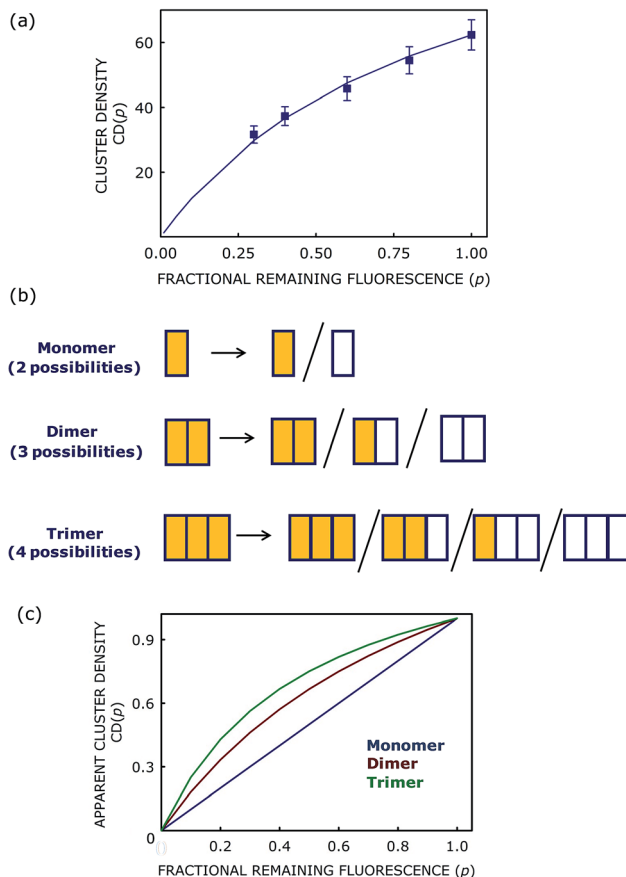 (a)
CLUSTER DENSITY
CD(p)
60
40
20
0.00 0.25 0.50 0.75 1.00
FRACTIONAL REMAINING FLUORESCENCE (p)
(b)
Monomer
(2 possibilities)
Dimer
(3 possibilities)
Trimer
(4 possibilities)
(c)
APPARENT CLUSTER DENSITY
CD(p)
0.9
0.6
0.3
0
Monomer
Dimer
Trimer
0 0.2 0.4 0.6 0.8 1.0
FRACTIONAL REMAINING FLUORESCENCE (p)